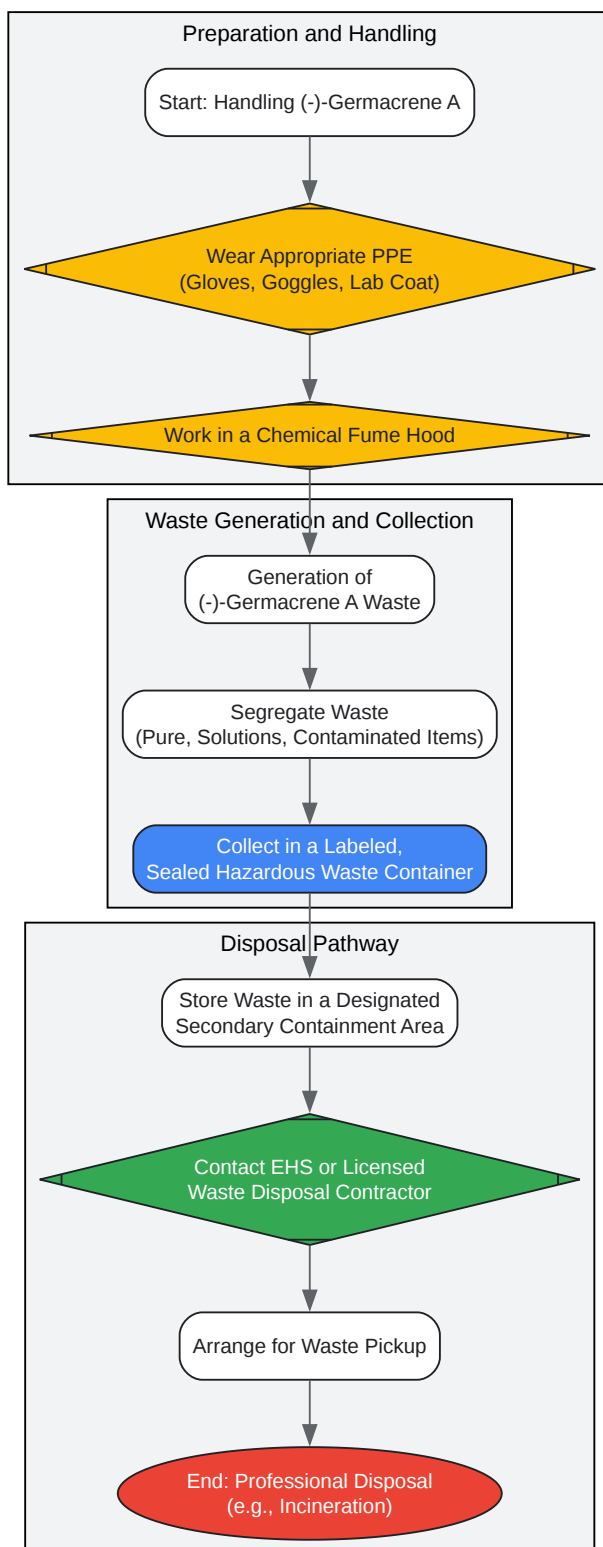 Preparation and Handling
Start: Handling (-)-Germacrene A
Wear Appropriate PPE
(Gloves, Goggles, Lab Coat)
Work in a Chemical Fume Hood
Waste Generation and Collection
Generation of
(-)-Germacrene A Waste
Segregate Waste
(Pure, Solutions, Contaminated Items)
Collect in a Labeled,
Sealed Hazardous Waste Container
Disposal Pathway
Store Waste in a Designated
Secondary Containment Area
Contact EHS or Licensed
Waste Disposal Contractor
Arrange for Waste Pickup
End: Professional Disposal
(e.g., Incineration)